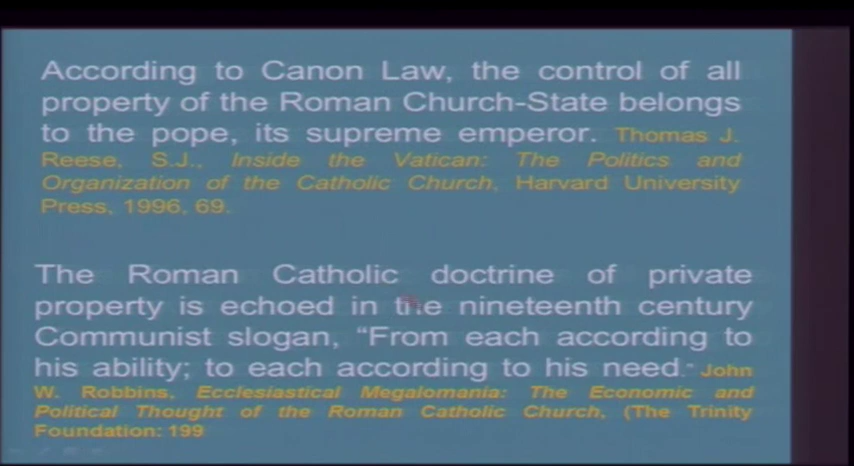 According to Canon Law, the control of all
property of the Roman Church-State belongs
to the pope, its supreme emperor. Thomas J.
Reese, S.J., Inside the Vatican: The Politics and
Organization of the Catholic Church, Harvard University
Press, 1996, 69.
The Roman Catholic doctrine of private
property is echoed in the nineteenth century
Communist slogan, “From each according to
his ability; to each according to his need.” John
W. Robbins, Ecclesiastical Megalomania: The Economic and
Political Thought of the Roman Catholic Church, (The Trinity
Foundation: 199